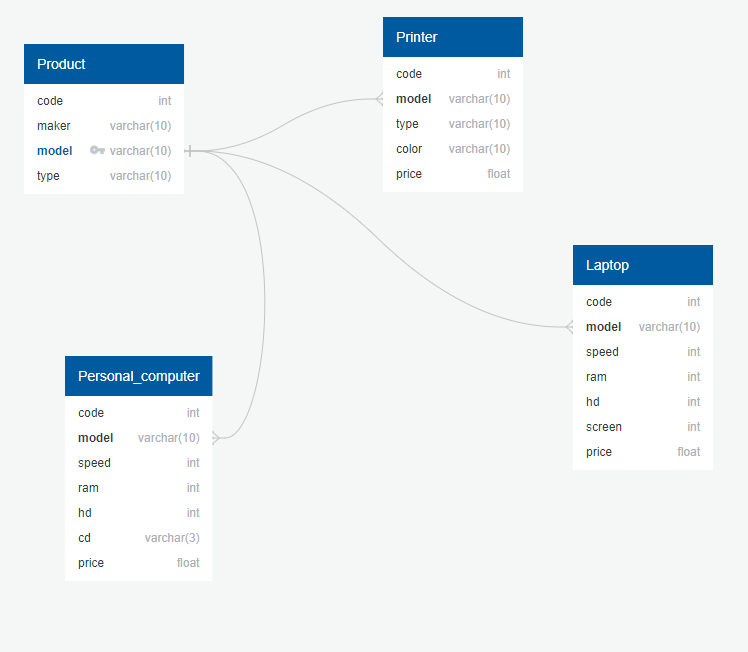 Product
code int
maker varchar(10)
model varchar(10)
type varchar(10)
Printer
code int
model varchar(10)
type varchar(10)
color varchar(10)
price float
Laptop
code int
model varchar(10)
speed int
ram int
hd int
screen int
price float
Personal_computer
code int
model varchar(10)
speed int
ram int
hd int
cd varchar(3)
price float